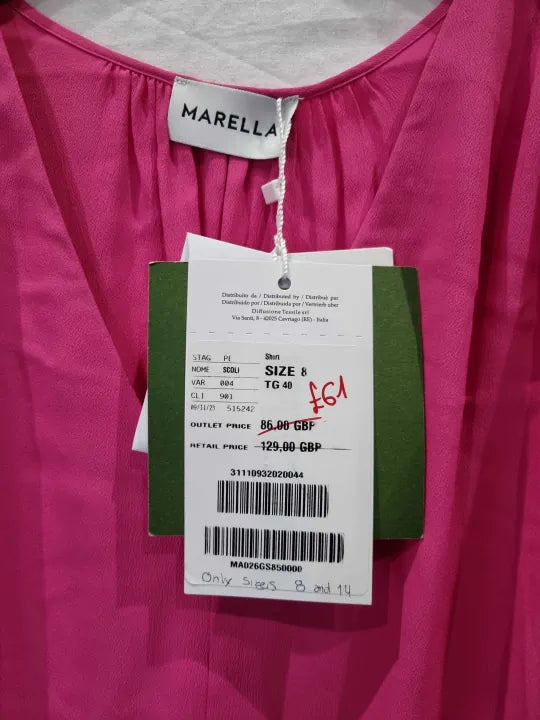 MARELLA
Distribuito da / Distributed by / Distribué par
Distribuido por / Distribuída por / Vertrieb uber
Diffusione Tessile srl
Via Santi, 8 - 42025 Cavriago (RE) - Italia
STAG PE Shirt
NOME SCOLI SIZE 8
VAR 004 TG 40
CLI 901
09/11/23 515242
£61
OUTLET PRICE 86,00 GBP
RETAIL PRICE 129,00 GBP
31110932020044
MA026GS850000
Only sizes 8 and 14